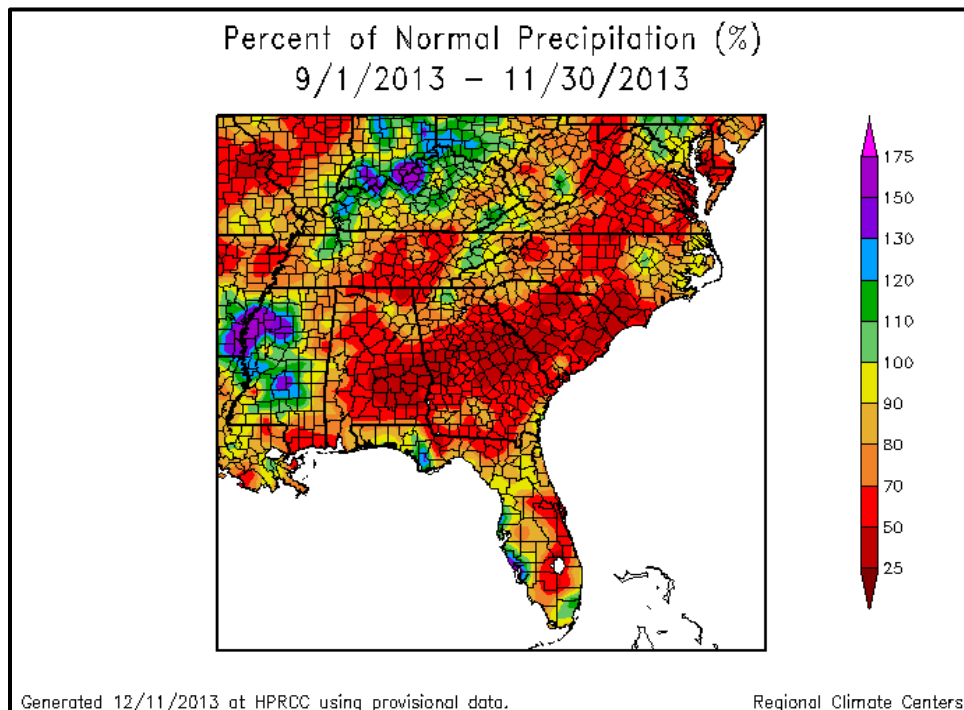 Percent of Normal Precipitation (%)
9/1/2013 – 11/30/2013
175
150
130
120
110
100
90
80
70
50
25
Generated 12/11/2013 at HPRCC using provisional data.
Regional Climate Centers